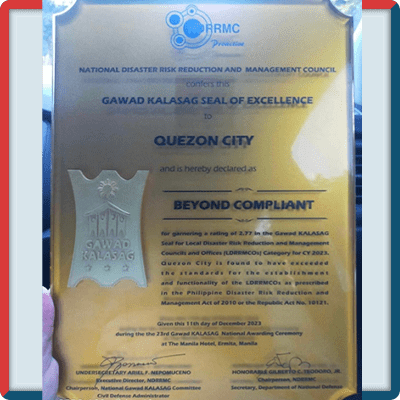 NDRRMC
Production
NATIONAL DISASTER RISK REDUCTION AND MANAGEMENT COUNCIL
confers this
GAWAD KALASAG SEAL OF EXCELLENCE
to
QUEZON CITY
and is hereby declared as
BEYOND COMPLIANT
for garnering a rating of 2.77 in the Gawad KALASAG
Seal for Local Disaster Risk Reduction and Management
Councils and Offices (LDRRMCOs) Category for CY 2023.
Quezon City is found to have exceeded
the standards for the establishment
and functionality of the LDRRMCOs as prescribed
in the Philippine Disaster Risk Reduction and
Management Act of 2010 or the Republic Act No. 10121.
GAWAD
KALASAG
Given this 11th of December 2023
during the 23rd Gawad KALASAG National Awarding Ceremony
at The Manila Hotel, Ermita, Manila
UNDERSECRETARY ARIEL F. NEPOMUCENO
Executive Director, NDRRMC
Chairperson, National Gawad KALASAG Committee
Civil Defense Administrator
HONORABLE GILBERTO C. TEODORO, JR.
Chairperson, NDRRMC
Secretary, Department of National Defense